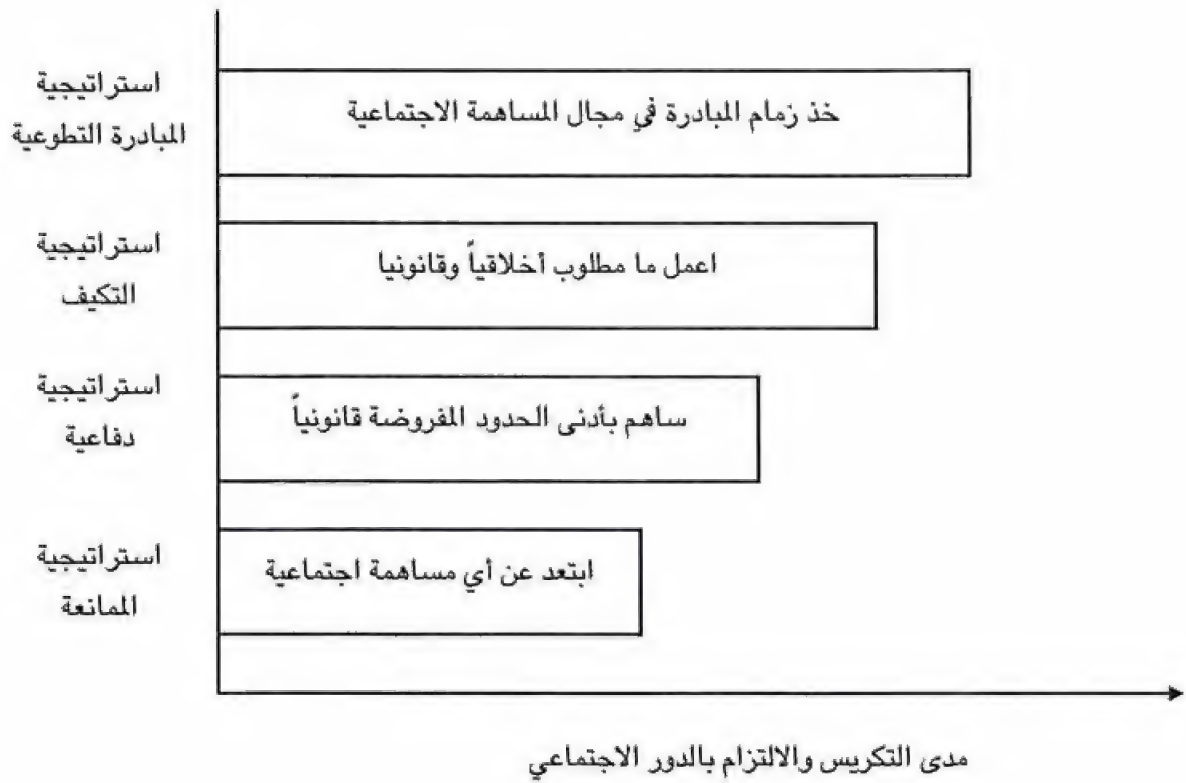 استراتيجية
المبادرة التطوعية
خذ زمام المبادرة في مجال المساهمة الاجتماعية
استراتيجية
التكيف
اعمل ما مطلوب أخلاقياً وقانونيا
استراتيجية
دفاعية
ساهم بأدنى الحدود المفروضة قانونياً
استراتيجية
الممانعة
ابتعد عن أي مساهمة اجتماعية
مدى التكريس والالتزام بالدور الاجتماعي